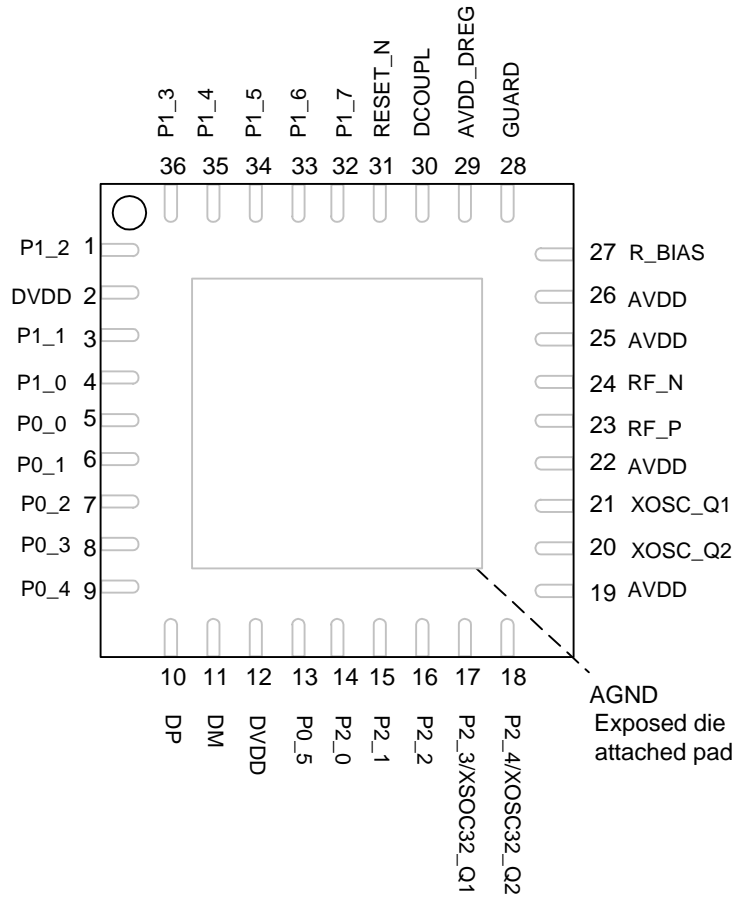 P1_3
P1_4
P1_5
P1_6
P1_7
RESET_N
DCOUPL
AVDD_DREG
GUARD
36 35 34 33 32 31 30 29 28
P1_2 1
DVDD 2
P1_1 3
P1_0 4
P0_0 5
P0_1 6
P0_2 7
P0_3 8
P0_4 9
27 R_BIAS
26 AVDD
25 AVDD
24 RF_N
23 RF_P
22 AVDD
21 XOSC_Q1
20 XOSC_Q2
19 AVDD
10 11 12 13 14 15 16 17 18
DP
DM
DVDD
P0_5
P2_0
P2_1
P2_2
P2_3/XSOC32_Q1
P2_4/XOSC32_Q2
AGND
Exposed die
attached pad